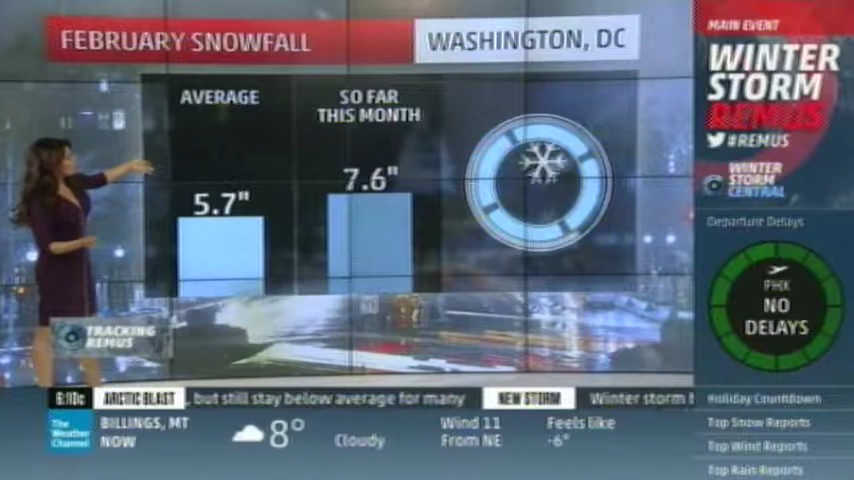 FEBRUARY SNOWFALL
WASHINGTON, DC
AVERAGE
SO FAR
THIS MONTH
5.7"
7.6"
TRACKING
REMUS
MAIN EVENT
WINTER
STORM
REMUS
#REMUS
WINTER
STORM
CENTRAL
Departure Delays
PHX
NO
DELAYS
Holiday Countdown
Top Snow Reports
Top Wind Reports
Top Rain Reports
ARCTIC BLAST
, but still stay below average for many
NEW STORM
Winter storm
The
Weather
Channel
BILLINGS, MT
NOW
8°
Cloudy
Wind 11
From NE
Feels like
-6°